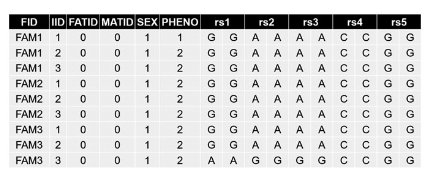 FID IID FATID MATID SEX PHENO rs1 rs2 rs3 rs4 rs5
FAM1 1 0 0 1 1 G G A A A A C C G G
FAM1 2 0 0 1 2 G G A A A A C C G G
FAM1 3 0 0 1 2 G G A A A A C C G G
FAM2 1 0 0 1 2 G G A A A A C C G G
FAM2 2 0 0 1 2 G G A A A A C C G G
FAM2 3 0 0 1 2 G G A A A A C C G G
FAM3 1 0 0 1 2 G G A A A A C C G G
FAM3 2 0 0 1 2 G G A A A A C C G G
FAM3 3 0 0 1 2 A A G G G G C C G G